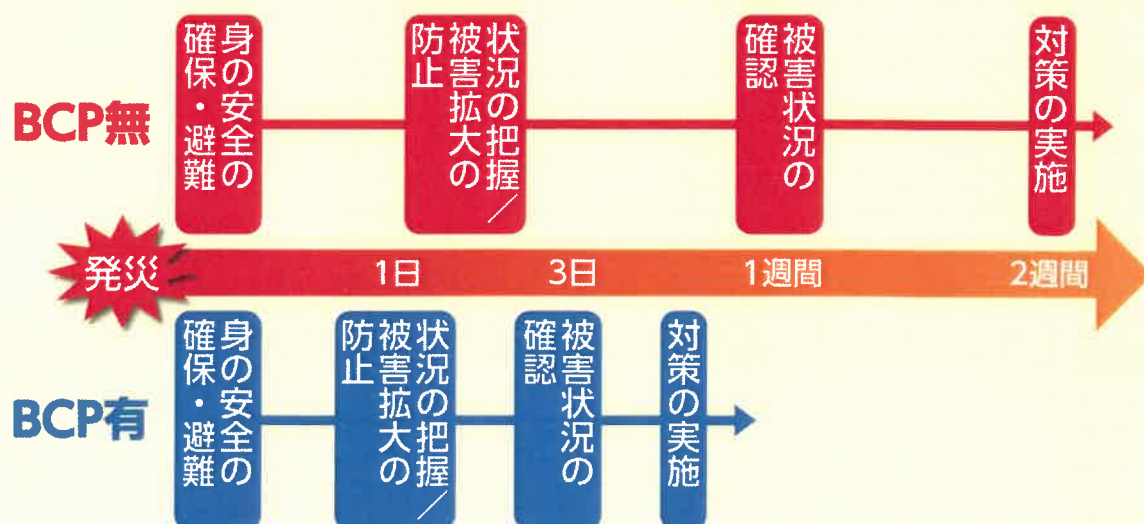 BCP無
身の安全の
確保・避難
状況の把握／
被害拡大の
防止
被害状況の
確認
対策の実施
発災
1日
3日
1週間
2週間
BCP有
身の安全の
確保・避難
状況の把握／
被害拡大の
防止
被害状況の
確認
対策の実施